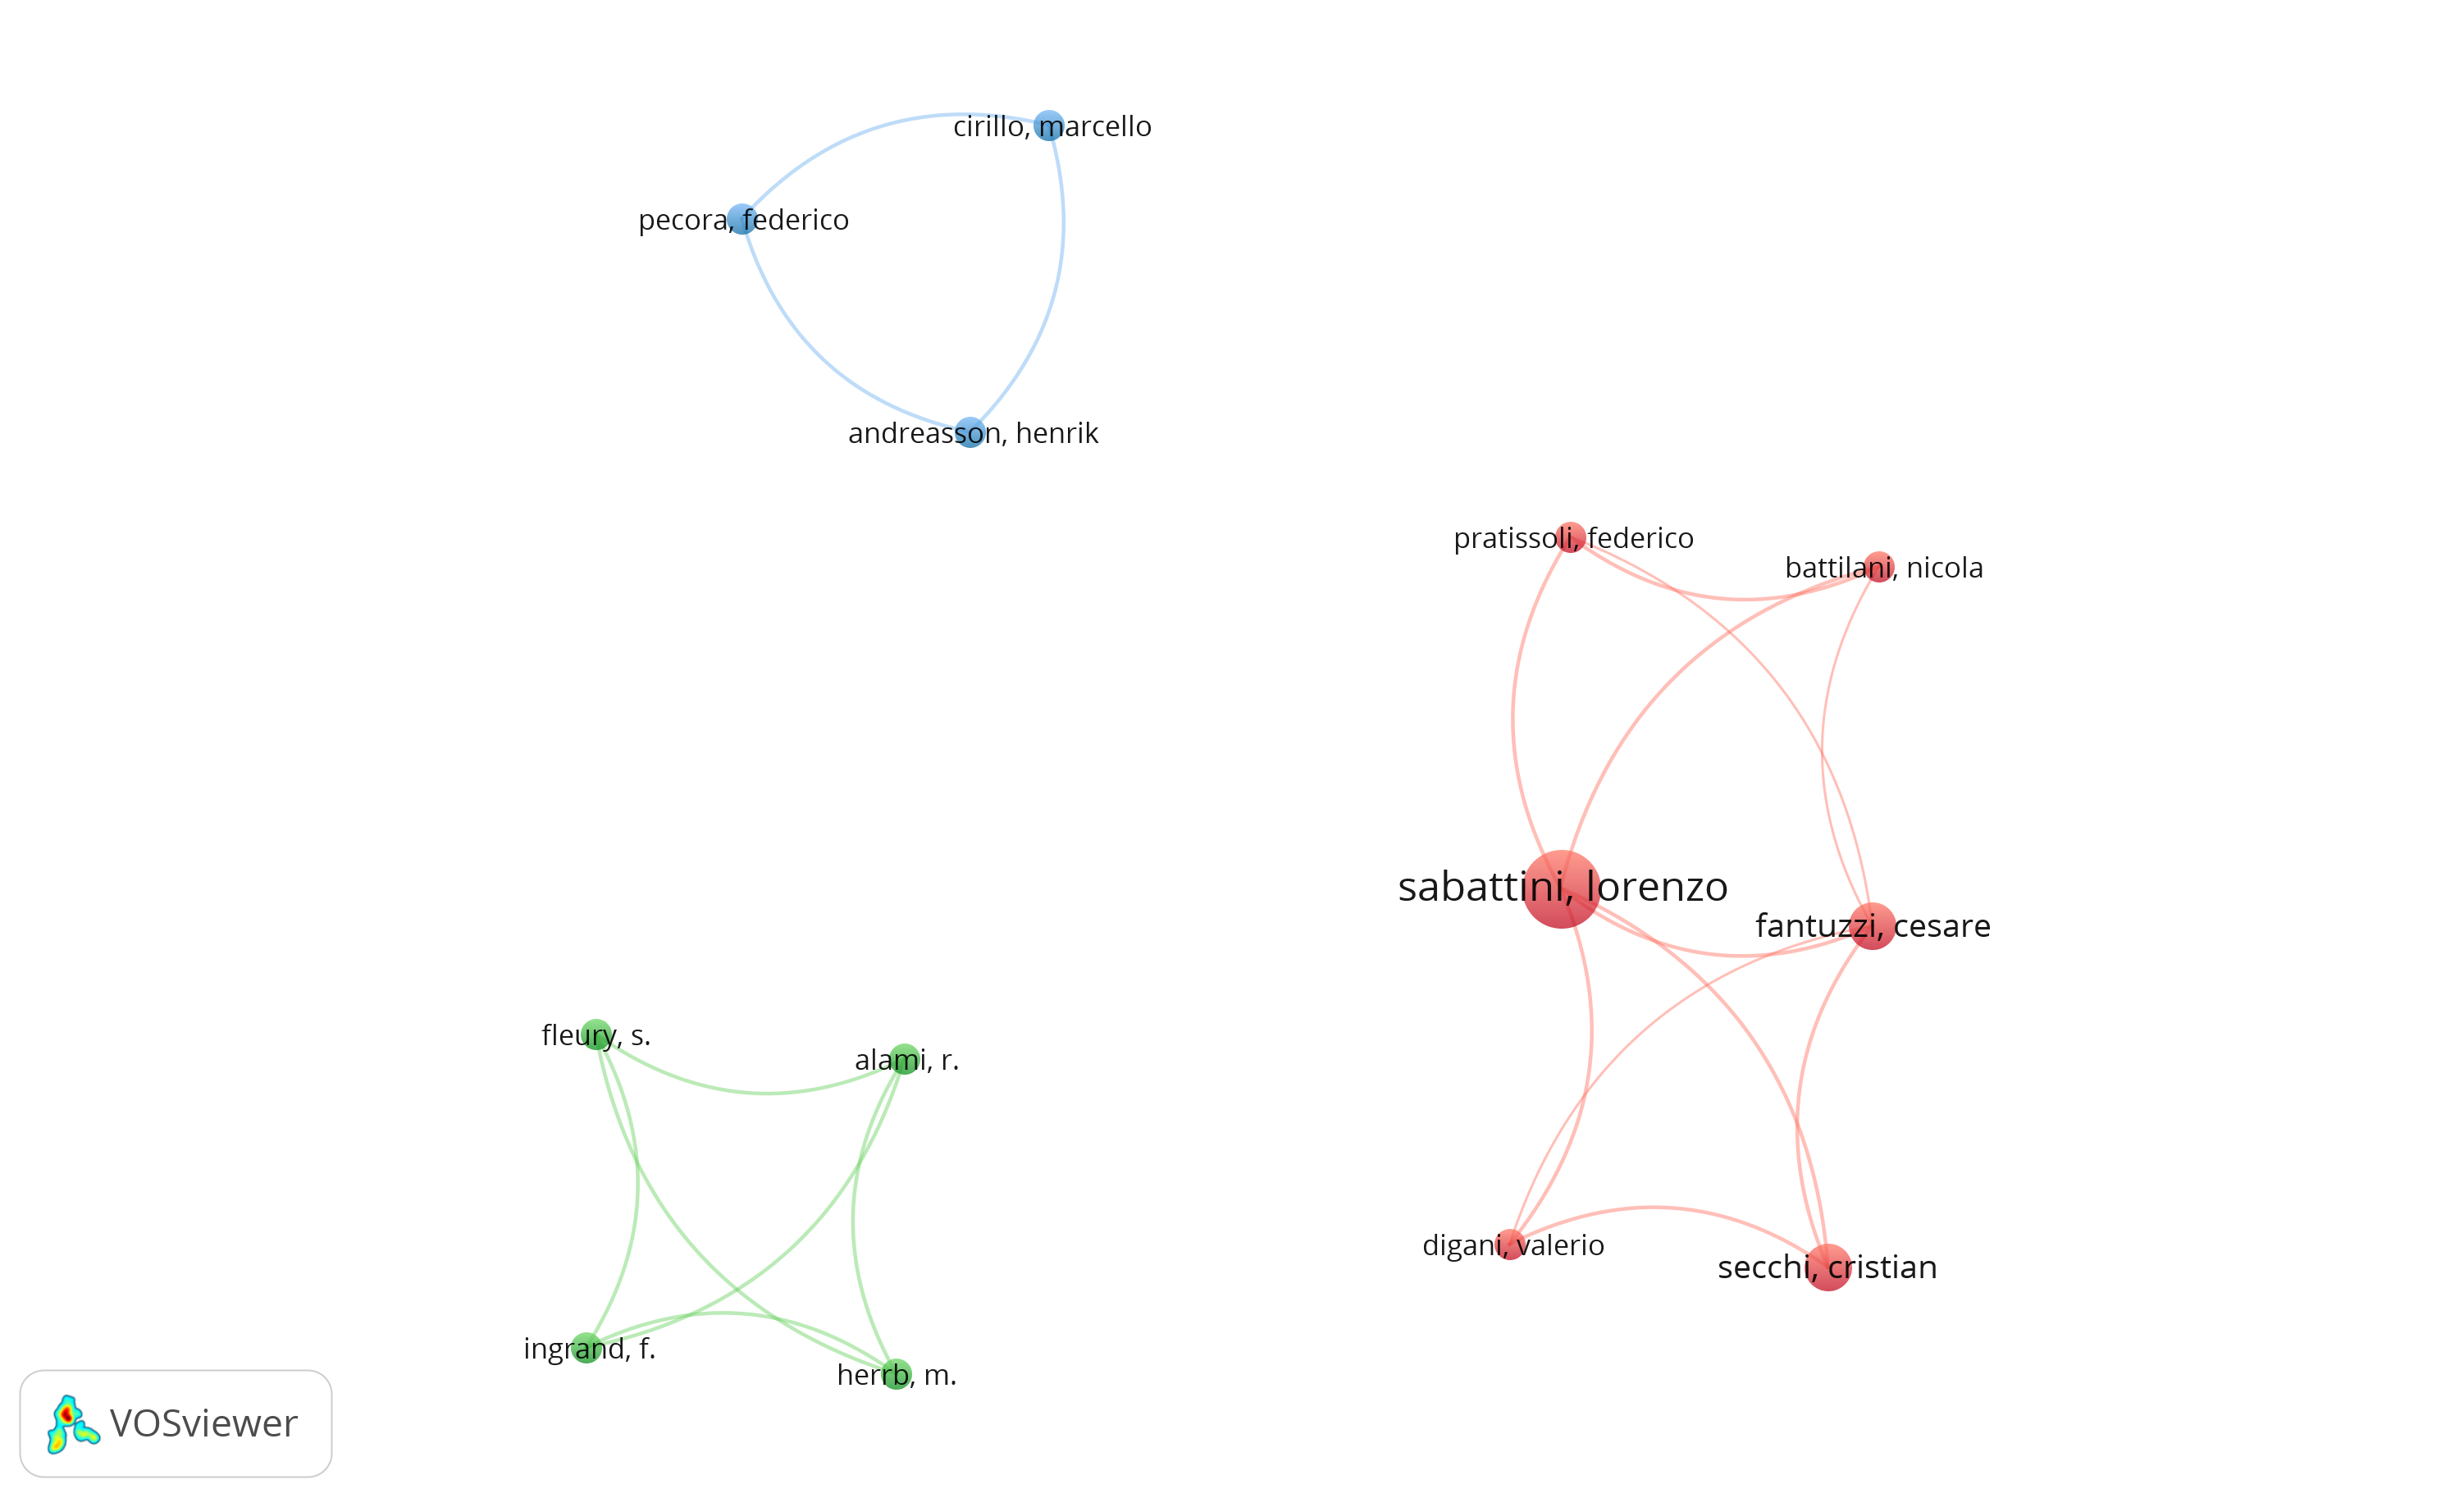 cirillo, marcello
pecora, federico
andreasson, henrik
pratissoli, federico
battilani, nicola
sabattini, lorenzo
fantuzzi, cesare
fleury, s.
alami, r.
digani, valerio
secchi, cristian
ingrand, f.
herrb, m.
VOSviewer